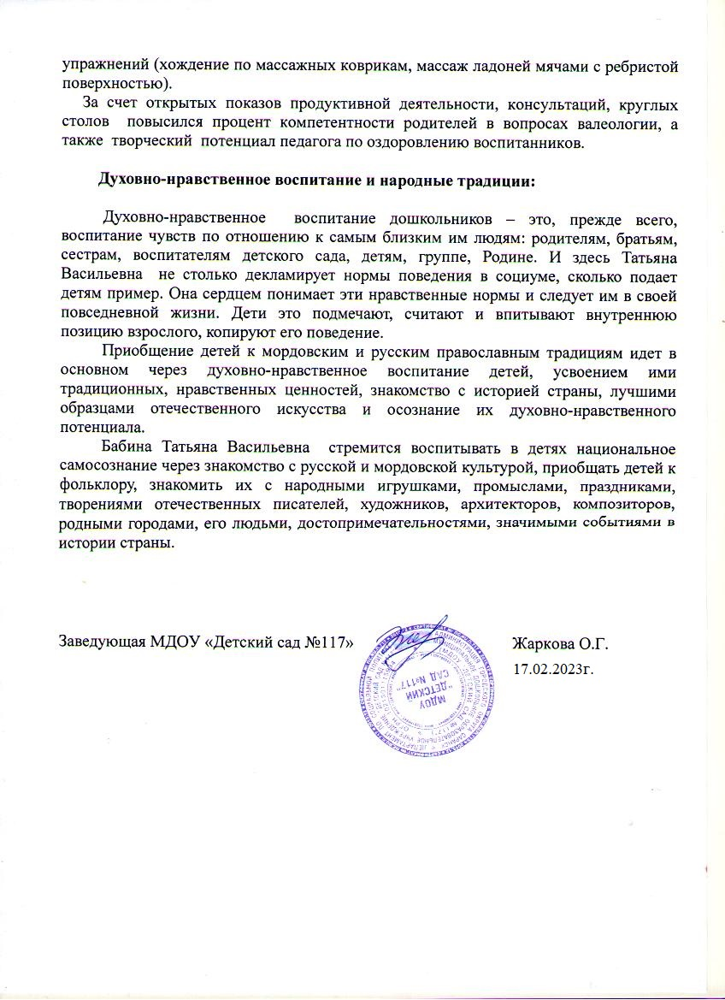 упражнений (хождение по массажных коврикам, массаж ладоней мячами с ребристой
поверхностью).
За счет открытых показов продуктивной деятельности, консультаций, круглых
столов повысился процент компетентности родителей в вопросах валеологии, а
также творческий потенциал педагога по оздоровлению воспитанников.
Духовно-нравственное воспитание и народные традиции:
Духовно-нравственное воспитание дошкольников – это, прежде всего,
воспитание чувств по отношению к самым близким им людям: родителям, братьям,
сестрам, воспитателям детского сада, детям, группе, Родине. И здесь Татьяна
Васильевна не столько декламирует нормы поведения в социуме, сколько подает
детям пример. Она сердцем понимает эти нравственные нормы и следует им в своей
повседневной жизни. Дети это подмечают, считают и впитывают внутреннюю
позицию взрослого, копируют его поведение.
Приобщение детей к мордовским и русским православным традициям идет в
основном через духовно-нравственное воспитание детей, усвоением ими
традиционных, нравственных ценностей, знакомство с историей страны, лучшими
образцами отечественного искусства и осознание их духовно-нравственного
потенциала.
Бабина Татьяна Васильевна стремится воспитывать в детях национальное
самосознание через знакомство с русской и мордовской культурой, приобщать детей к
фольклору, знакомить их с народными игрушками, промыслами, праздниками,
творениями отечественных писателей, художников, архитекторов, композиторов,
родными городами, его людьми, достопримечательностями, значимыми событиями в
истории страны.
Заведующая МДОУ «Детский сад №117»
Жаркова О.Г.
17.02.2023г.
МДОУ
"ДЕТСКИЙ
САД №117"